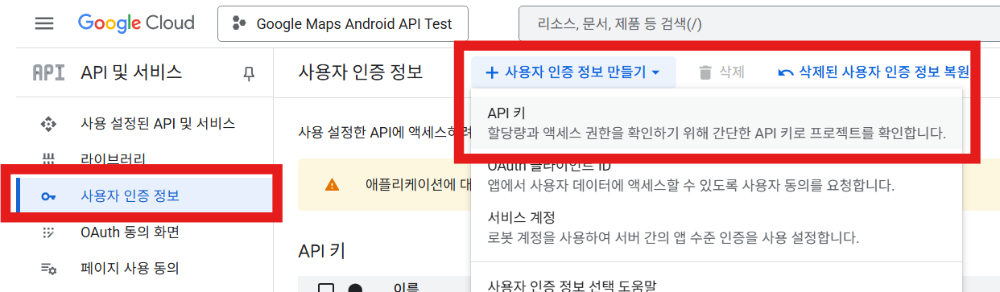 Google Cloud
Google Maps Android API Test
리소스, 문서, 제품 등 검색(/)
API
API 및 서비스
사용자 인증 정보
+ 사용자 인증 정보 만들기
삭제
삭제된 사용자 인증 정보 복원
사용 설정된 API 및 서비스
라이브러리
사용자 인증 정보
OAuth 동의 화면
페이지 사용 동의
사용 설정한 API에 액세스하려
애플리케이션에 대
API 키
이름
API 키
할당량과 액세스 권한을 확인하기 위해 간단한 API 키로 프로젝트를 확인합니다.
OAuth 클라이언트 ID
앱에서 사용자 데이터에 액세스할 수 있도록 사용자 동의를 요청합니다.
서비스 계정
로봇 계정을 사용하여 서버 간의 앱 수준 인증을 사용 설정합니다.
사용자 인증 정보 선택 도움말